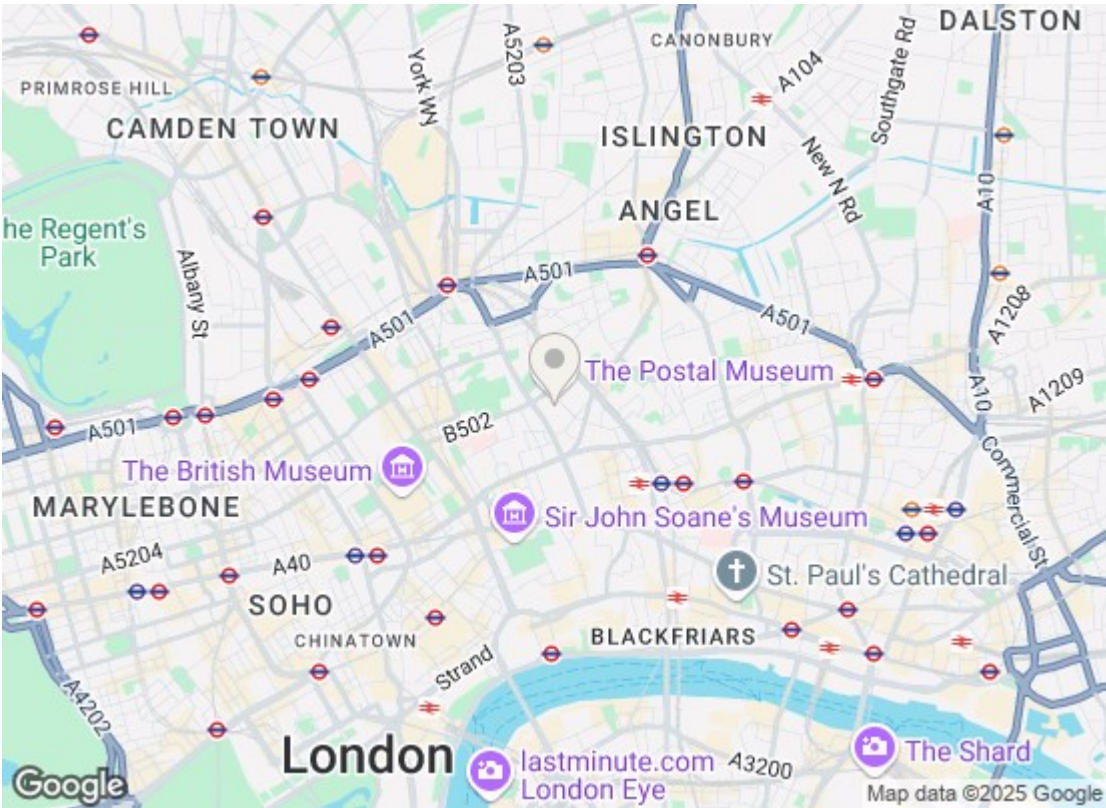 DALSTON
CANONBURY
A5203
York Wy
A104
Southgate Rd
PRIMROSE HILL
CAMDEN TOWN
ISLINGTON
New N Rd
A10
ANGEL
he Regent's
Park
Albany St
A501
A501
A501
A1208
The Postal Museum
A10
A1209
B502
A501
Commercial St
The British Museum
MARYLEBONE
Sir John Soane's Museum
A5204
A40
St. Paul's Cathedral
SOHO
CHINATOWN
BLACKFRIARS
Strand
A4202
London
lastminute.com
London Eye
A3200
The Shard
Google
Map data ©2025 Google